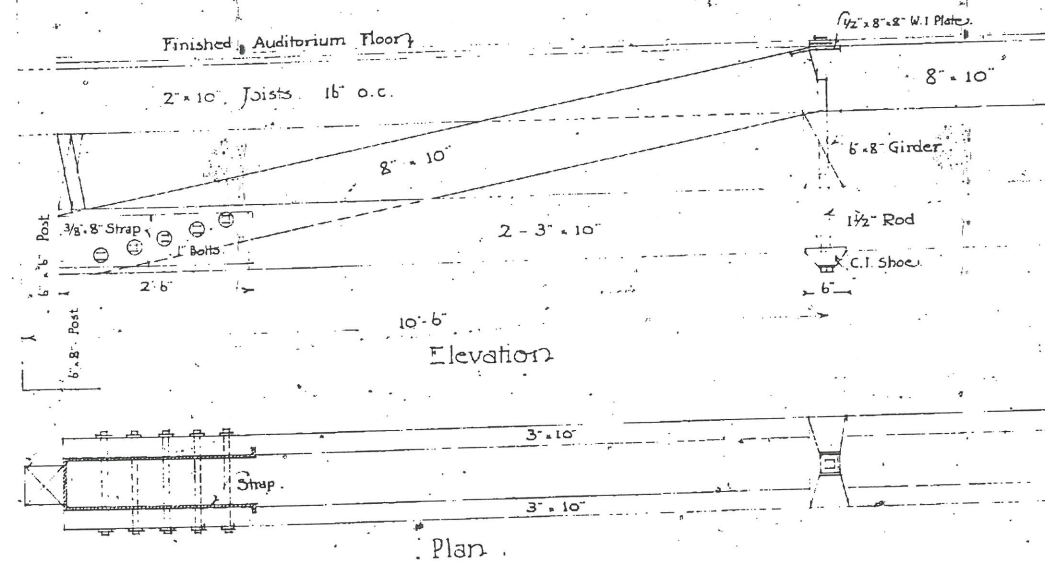 ½" × 8" × 8" W.I Plate.
Finished Auditorium Floor
8" × 10"
2" × 10" Joists 16" o.c.
6" × 8" Girder
8" × 10"
6" × 6" Post
3/8" × 8" Strap
1½" Rod
2 - 3" × 10"
1" Bolts
C.I. Shoe
2' 6"
6"
6" × 8" Post
10'-6"
Elevation
3" × 10"
Strap
3" × 10"
Plan